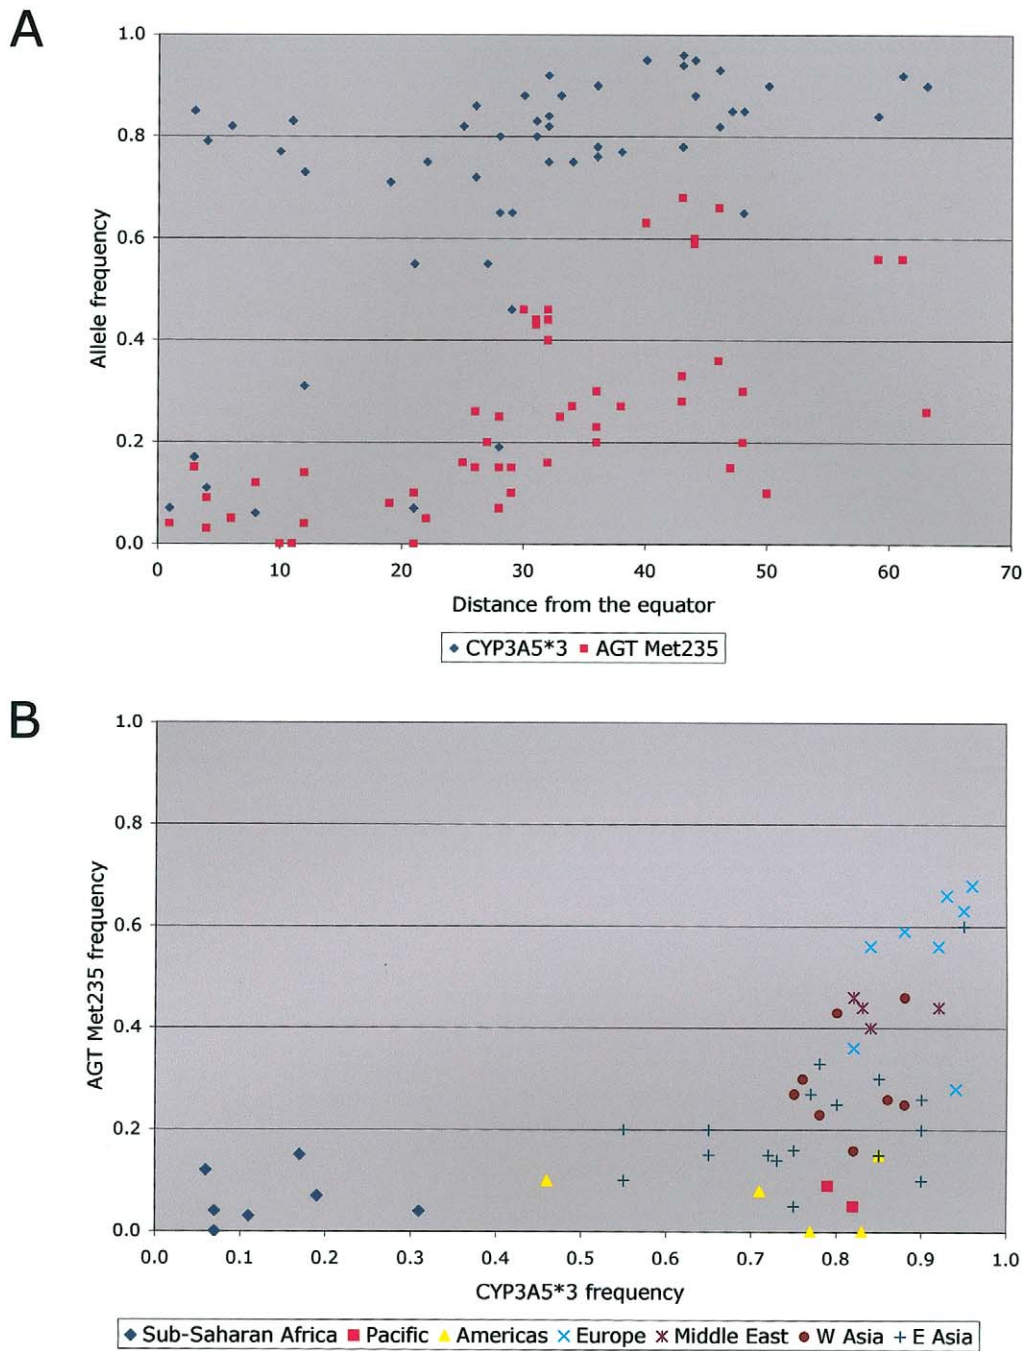 A
1.0
0.8
0.6
0.4
0.2
0.0
Allele frequency
0 10 20 30 40 50 60 70
Distance from the equator
CYP3A5*3 AGT Met235
B
1.0
0.8
0.6
0.4
0.2
0.0
AGT Met235 frequency
0.0 0.1 0.2 0.3 0.4 0.5 0.6 0.7 0.8 0.9 1.0
CYP3A5*3 frequency
Sub-Saharan Africa Pacific Americas Europe Middle East W Asia E Asia